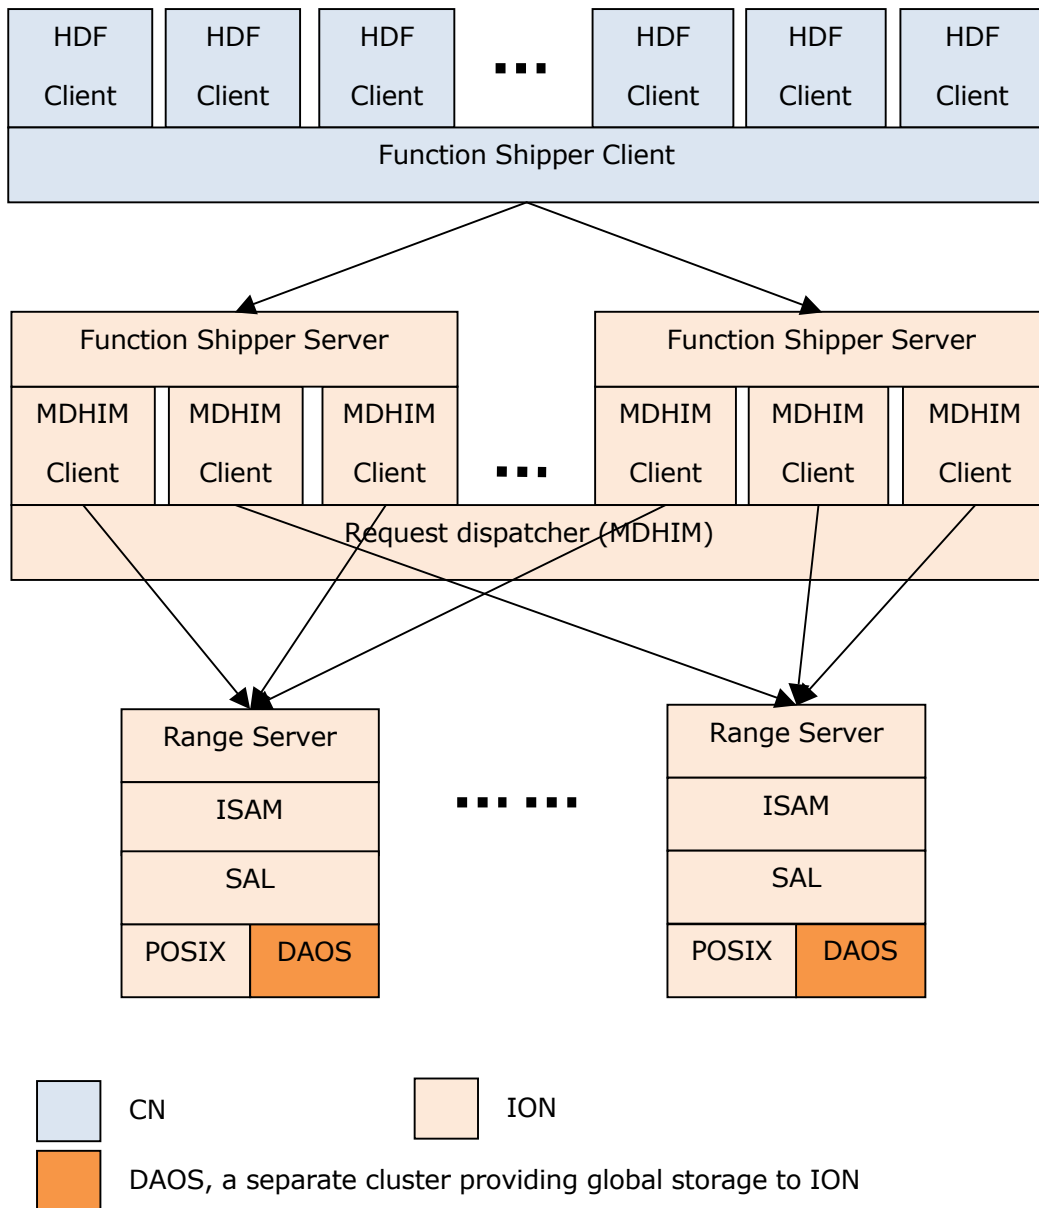 HDF HDF HDF HDF HDF HDF
Client Client Client ... Client Client Client
Function Shipper Client
Function Shipper Server Function Shipper Server
MDHIM MDHIM MDHIM MDHIM MDHIM MDHIM
Client Client Client ... Client Client Client
Request dispatcher (MDHIM)
Range Server Range Server
ISAM ... ... ISAM
SAL SAL
POSIX DAOS POSIX DAOS
CN ION
DAOS, a separate cluster providing global storage to ION